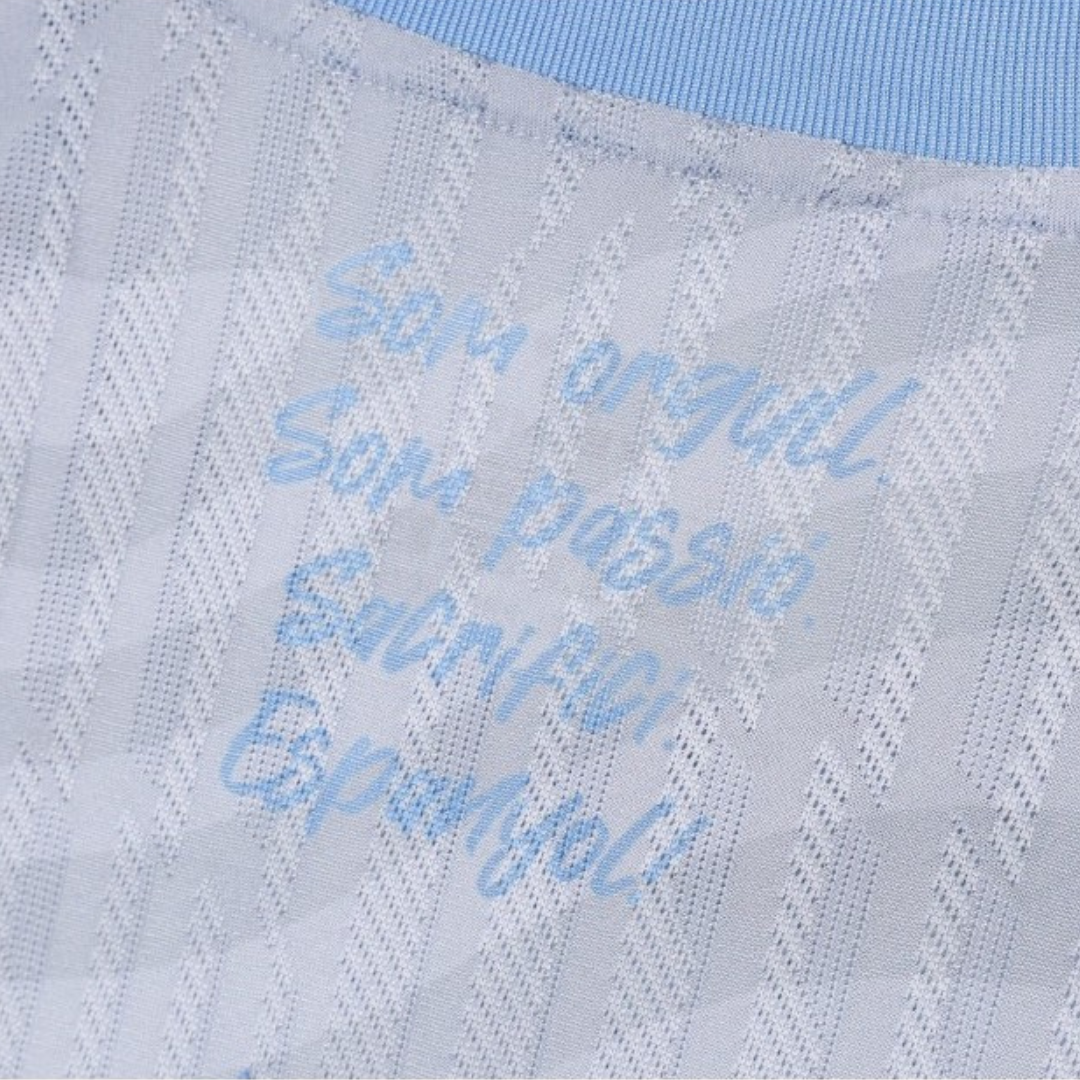 Som orgull.
Som passió.
Sacrifici.
Espanyol!